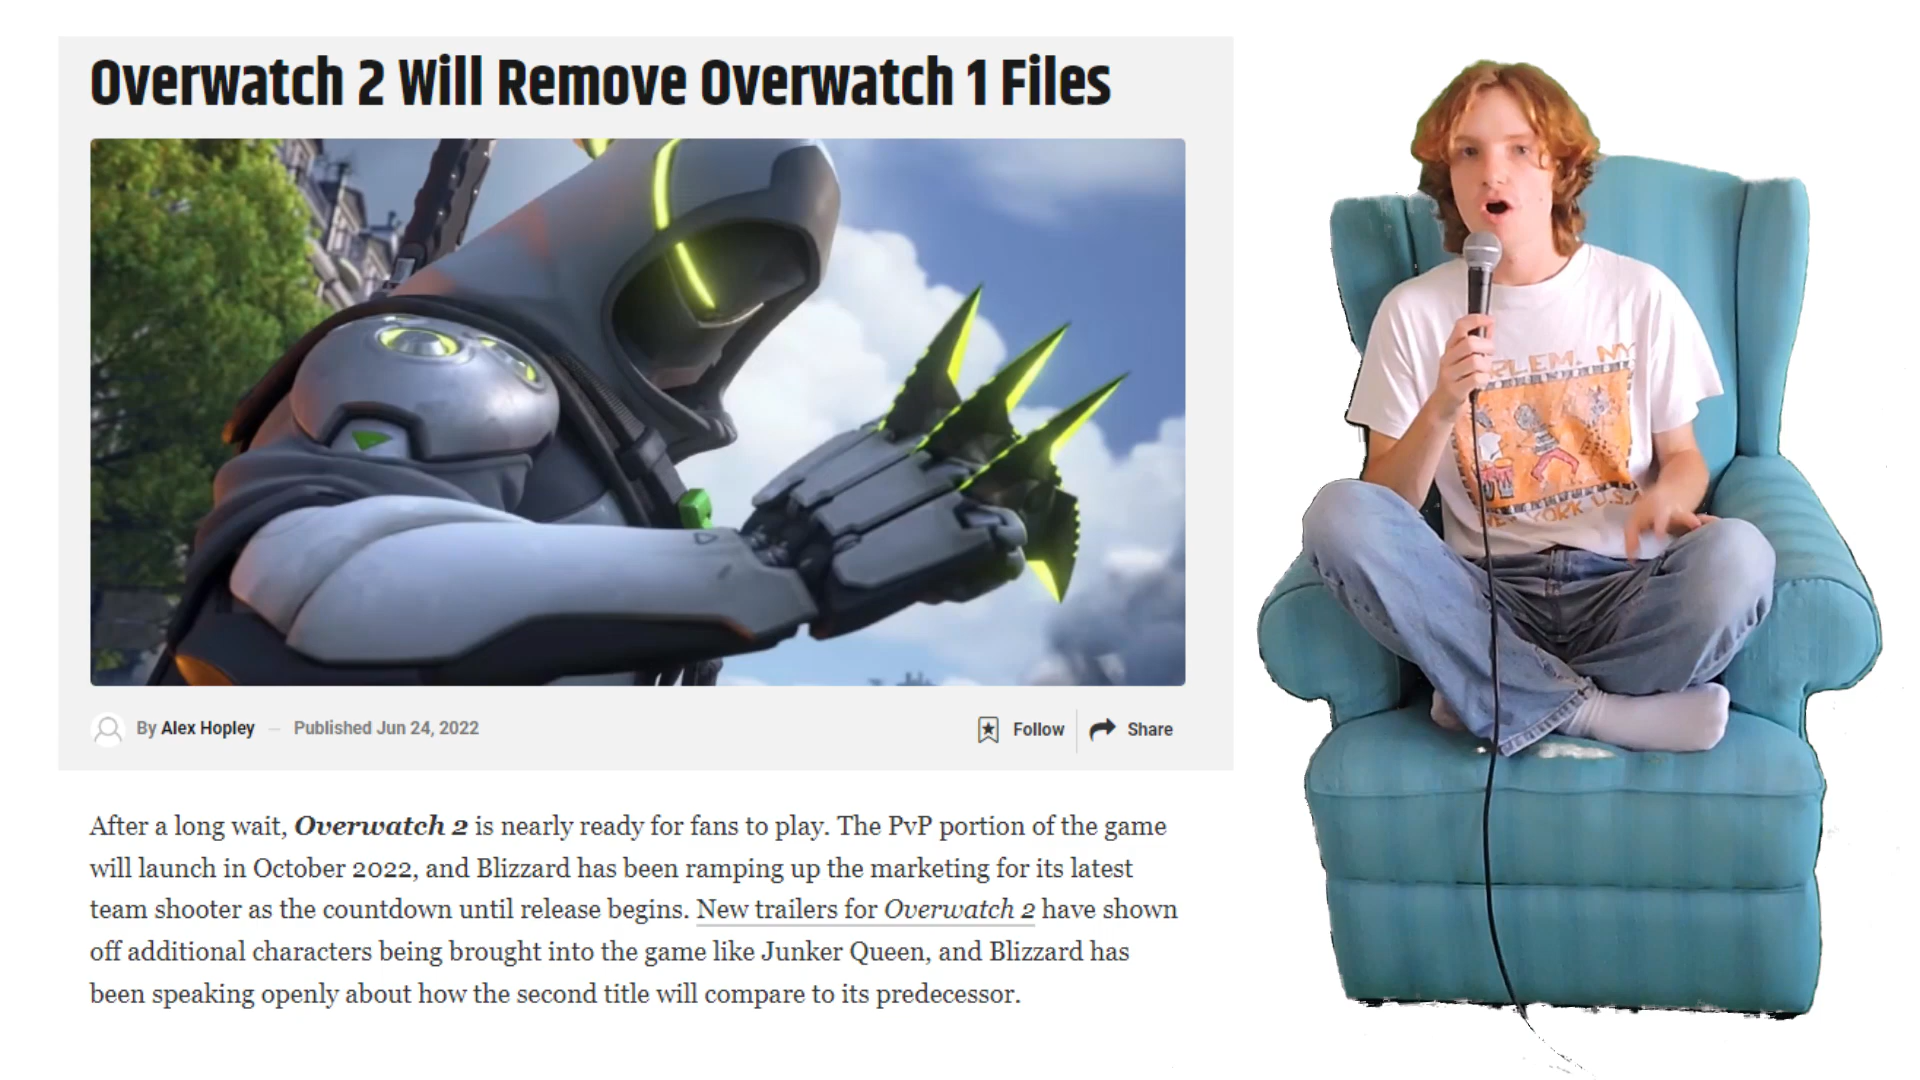 Overwatch 2 Will Remove Overwatch 1 Files
By Alex Hopley — Published Jun 24, 2022
Follow
Share
After a long wait, Overwatch 2 is nearly ready for fans to play. The PvP portion of the game
will launch in October 2022, and Blizzard has been ramping up the marketing for its latest
team shooter as the countdown until release begins. New trailers for Overwatch 2 have shown
off additional characters being brought into the game like Junker Queen, and Blizzard has
been speaking openly about how the second title will compare to its predecessor.
RLEM, NY
YORK U.S.